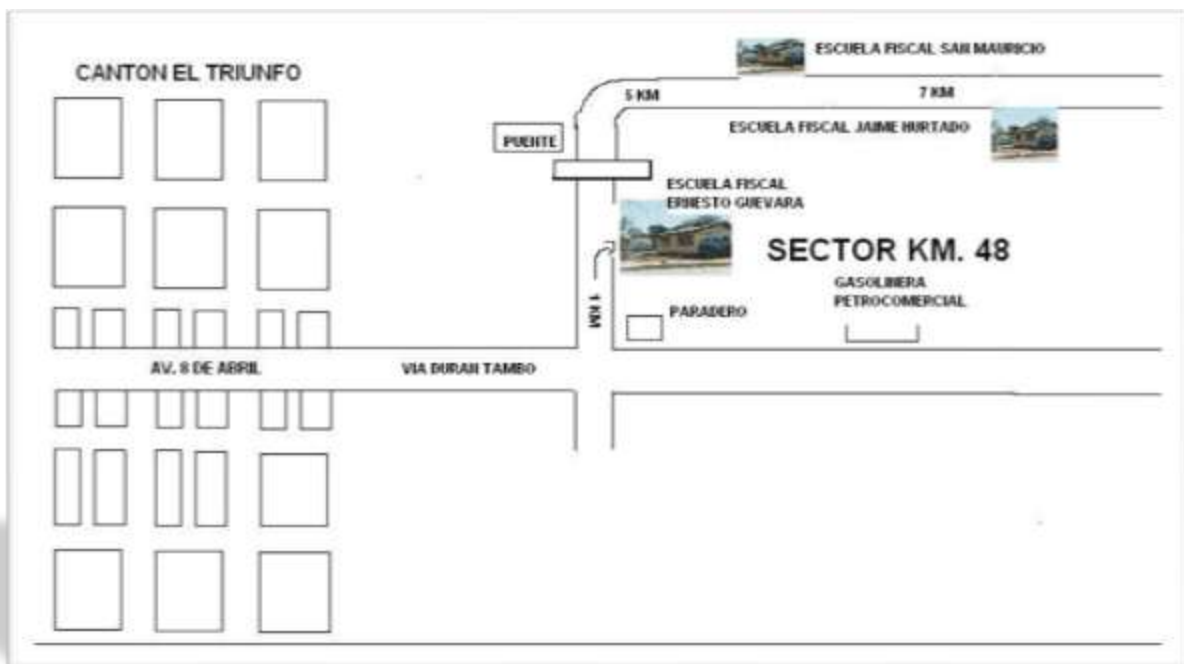 CANTON EL TRIUNFO
ESCUELA FISCAL SAN MAURICIO
5 KM
7 KM
ESCUELA FISCAL JAIME HURTADO
PUENTE
ESCUELA FISCAL
ERNESTO GUEVARA
SECTOR KM. 48
GASOLINERA
PETROCOMERCIAL
1 KM
PARADERO
AV. 8 DE ABRIL
VIA DURAN TAMBO